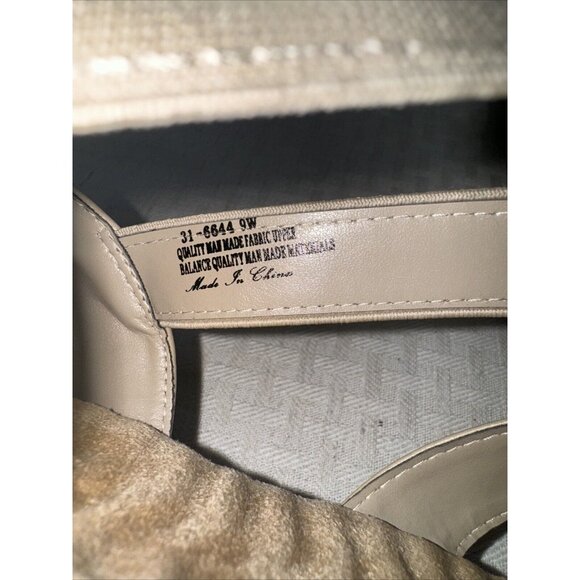 31-6644 9W
QUALITY MAN MADE FABRIC UPPER
BALANCE QUALITY MAN MADE MATERIALS
Made In China